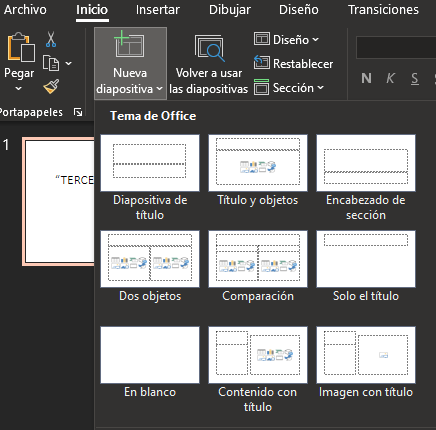 Archivo Inicio Insertar Dibujar Diseño Transiciones
Pegar
Nueva
diapositiva
Volver a usar
las diapositivas
Diseño
Restablecer
Sección
N K S
Portapapeles
Tema de Office
1
"TERCE
Diapositiva de
título
Título y objetos
Encabezado de
sección
Dos objetos
Comparación
Solo el título
En blanco
Contenido con
título
Imagen con título